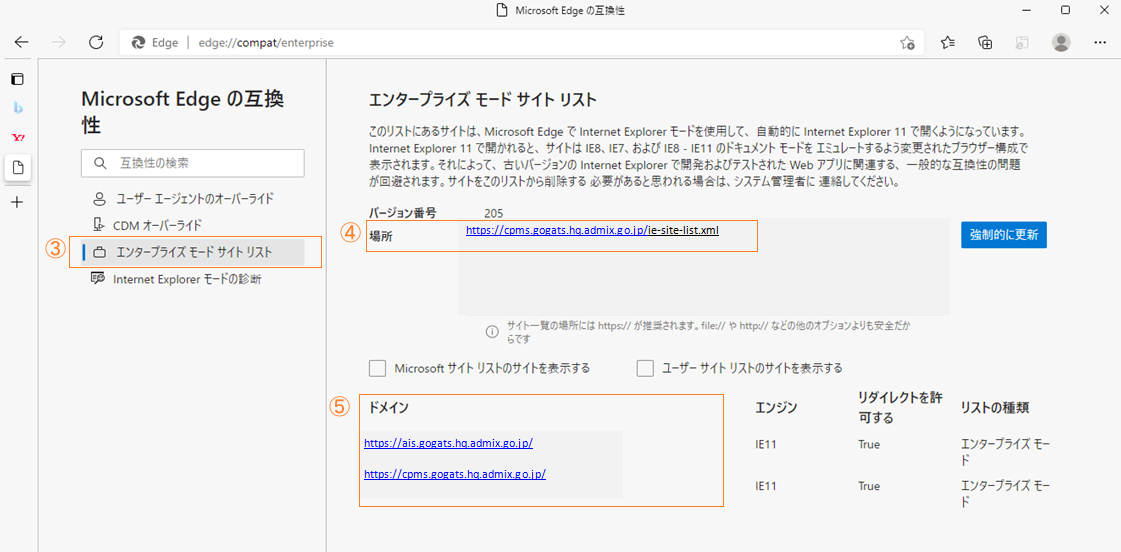 Microsoft Edge の互換性
Edge | edge://compat/enterprise
Microsoft Edge の互換
性
互換性の検索
ユーザー エージェントのオーバーライド
CDM オーバーライド
③
エンタープライズ モード サイト リスト
Internet Explorer モードの診断
エンタープライズ モード サイト リスト
このリストにあるサイトは、Microsoft Edge で Internet Explorer モードを使用して、 自動的に Internet Explorer 11 で開くようになっています。
Internet Explorer 11 で開かれると、サイトは IE8、IE7、および IE8 - IE11 のドキュメント モードを エミュレートするよう変更されたブラウザー構成で
表示されます。それによって、古いバージョンの Internet Explorer で開発およびテストされた Web アプリに関連する、一般的な互換性の問題
が回避されます。サイトをこのリストから削除する 必要があると思われる場合は、システム管理者に 連絡してください。
バージョン番号 205
④
場所 https://cpms.gogats.hq.admix.go.jp/ie-site-list.xml
強制的に更新
サイト一覧の場所には https:// が推奨されます。file:// や http:// などの他のオプションよりも安全だか
らです
Microsoft サイト リストのサイトを表示する ユーザー サイト リストのサイトを表示する
⑤
ドメイン エンジン リダイレクトを許
可する リストの種類
https://ais.gogats.hq.admix.go.jp/ IE11 True エンタープライズ モー
ド
https://cpms.gogats.hq.admix.go.jp/ IE11 True エンタープライズ モー
ド